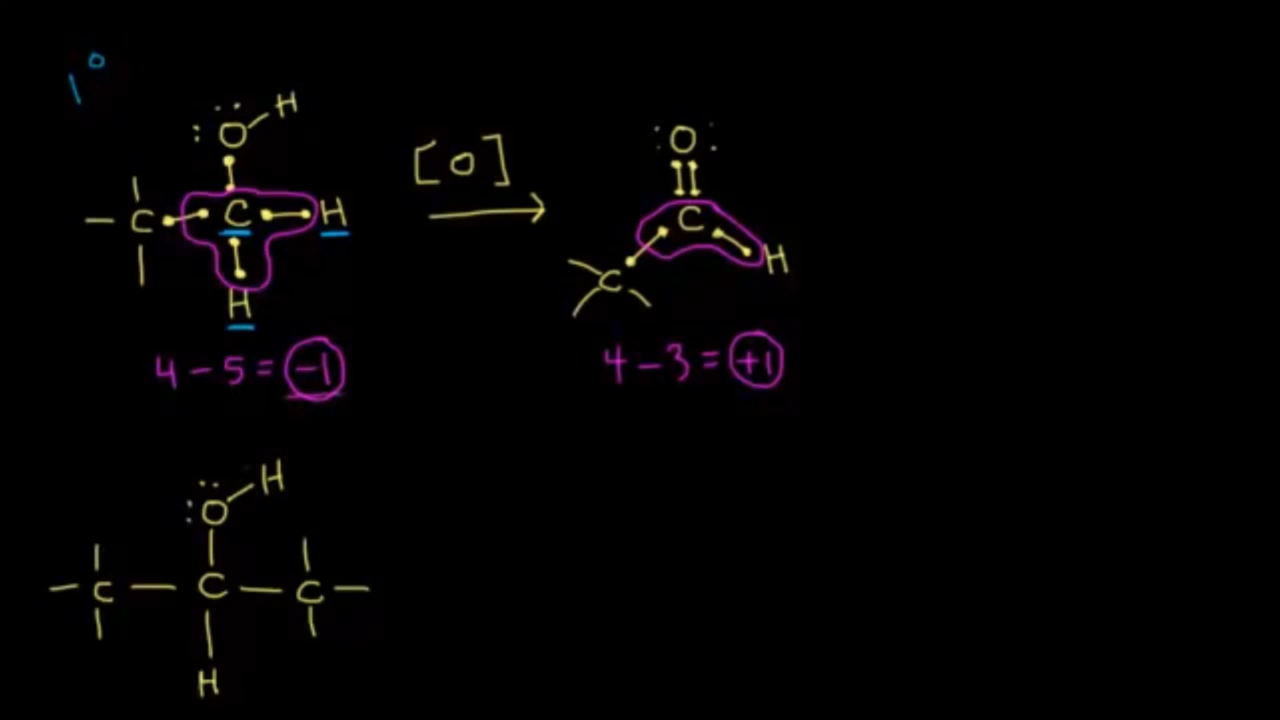 1°
H
:O
[O]
:O:
C C H
C
H
C H
4 - 5 = -1
4 - 3 = +1
H
:O
C C C
H